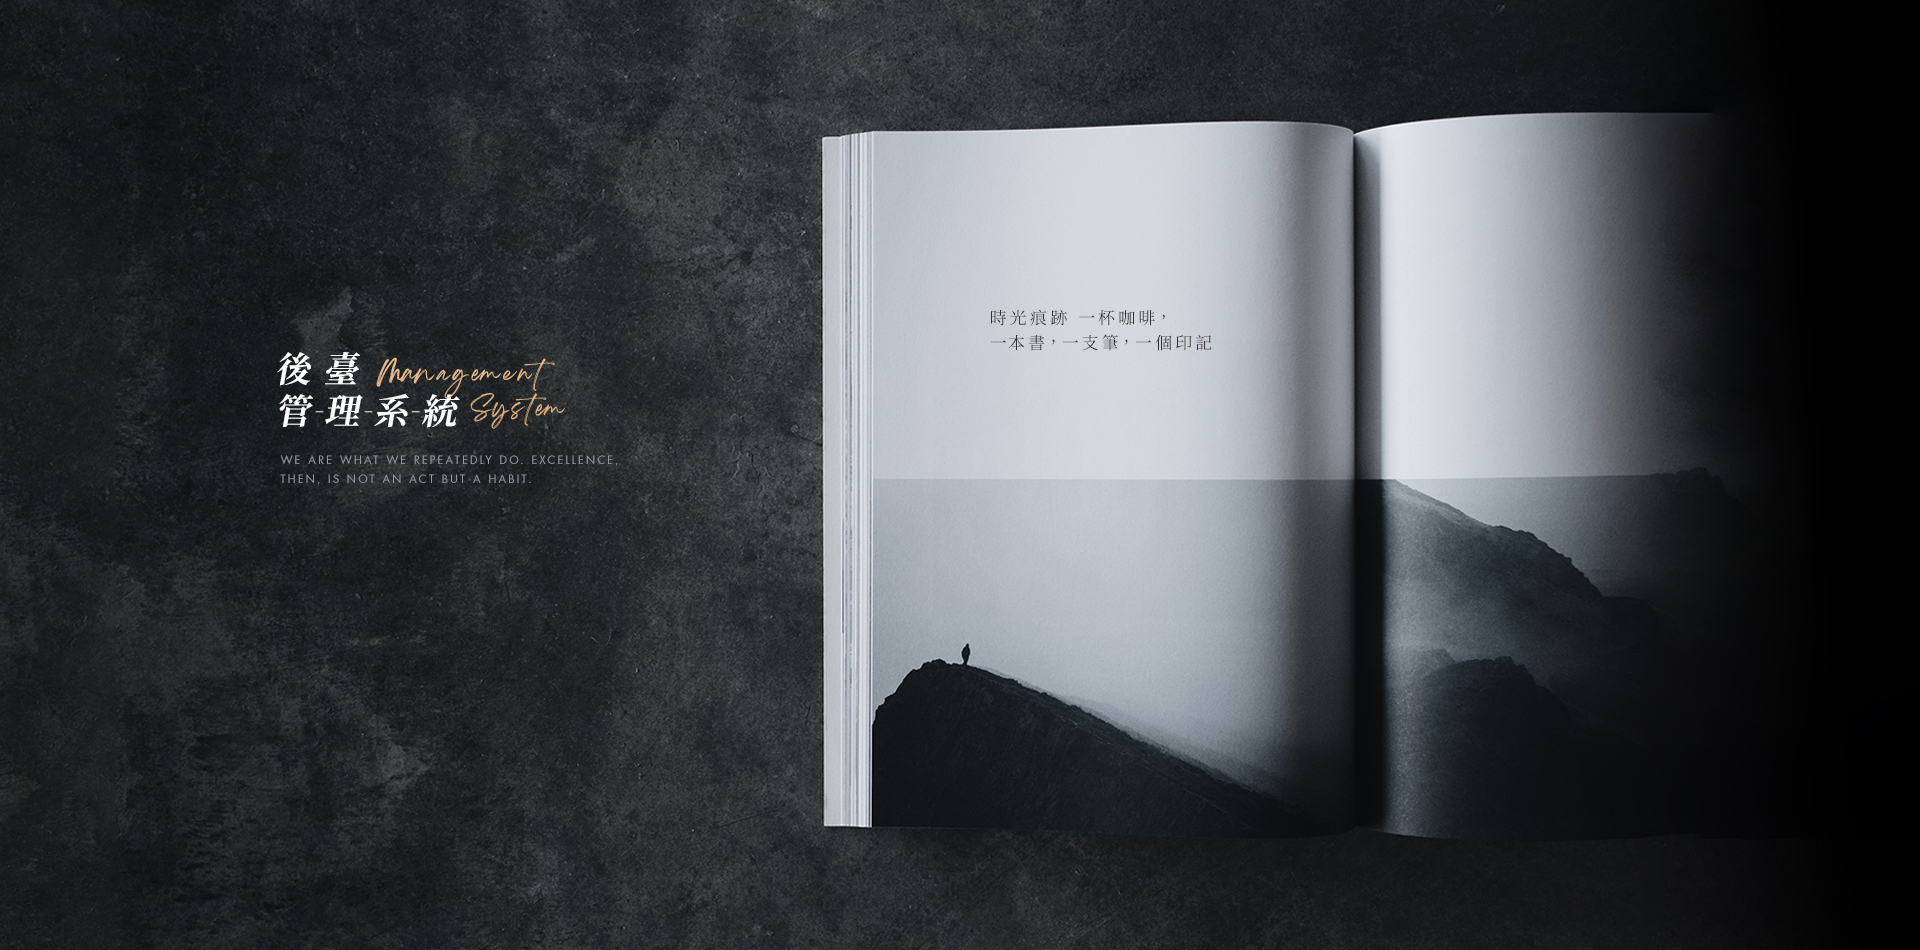 後臺 Management
管-理-系-統 System
WE ARE WHAT WE REPEATEDLY DO. EXCELLENCE,
THEN, IS NOT AN ACT BUT A HABIT.
時光痕跡 一杯咖啡，
一本書，一支筆，一個印記